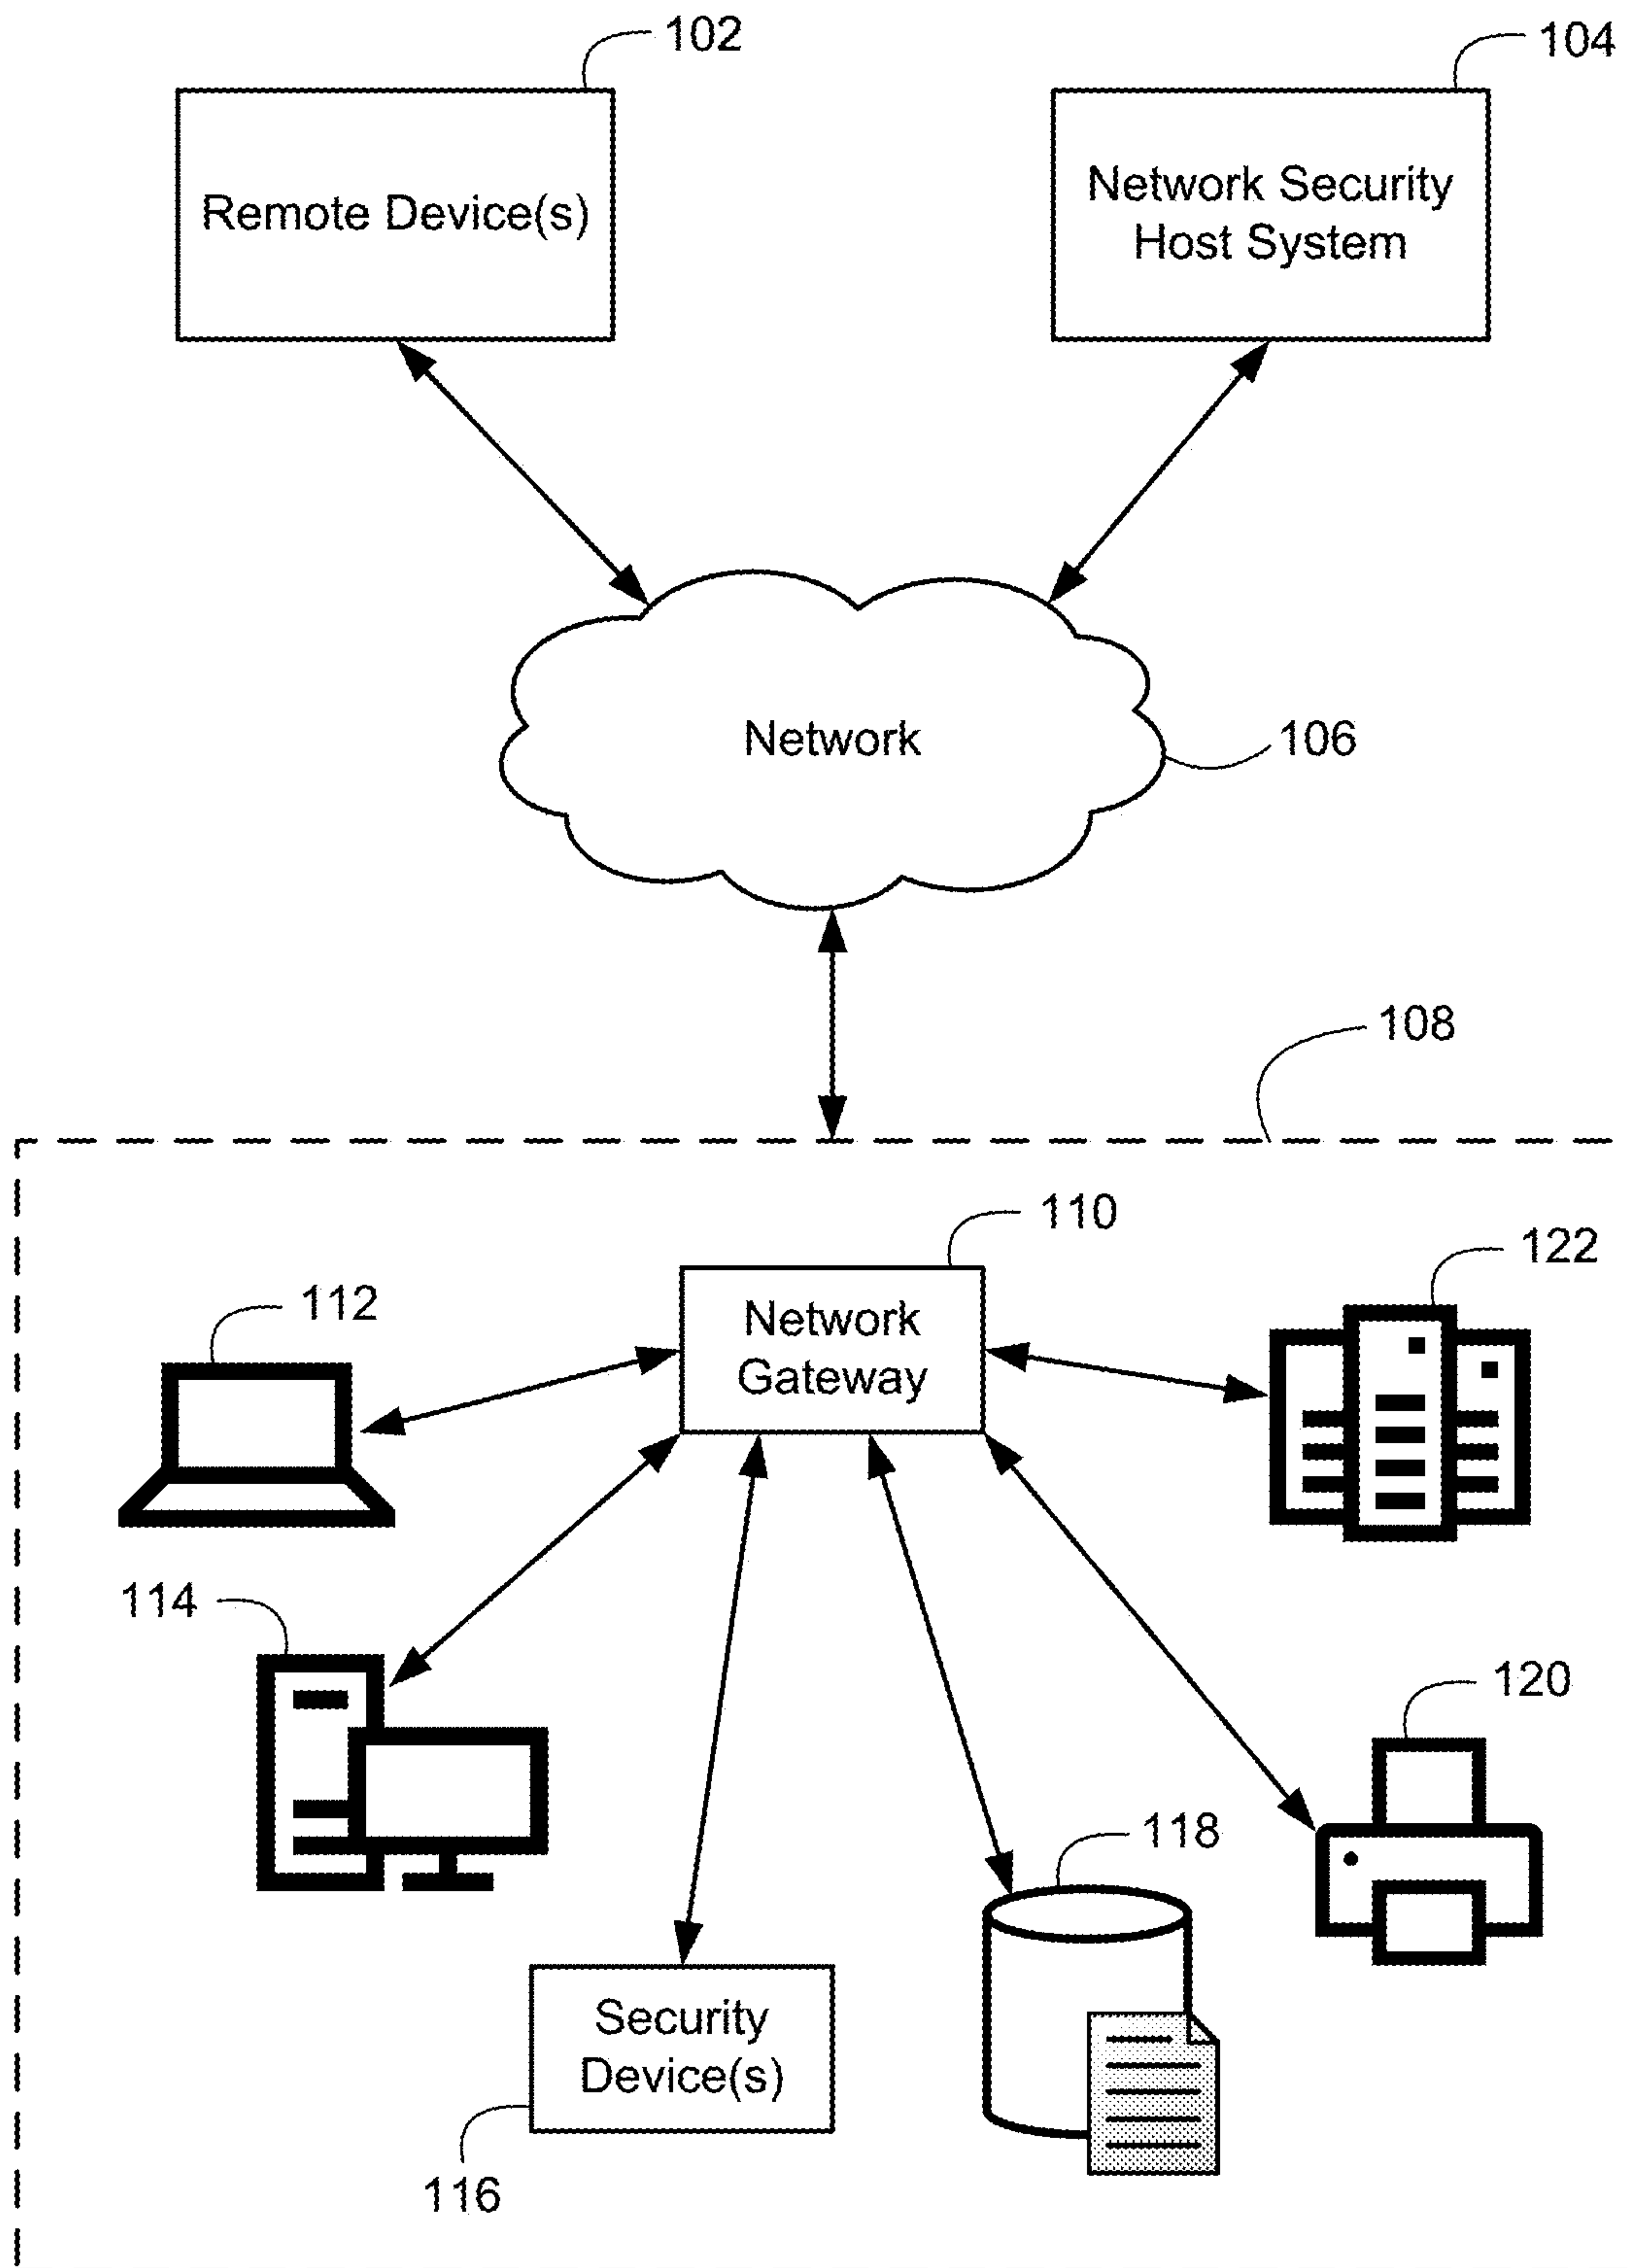 102
104
Remote Device(s)
Network Security
Host System
Network
106
108
110
122
112
Network
Gateway
114
120
118
Security
Device(s)
116